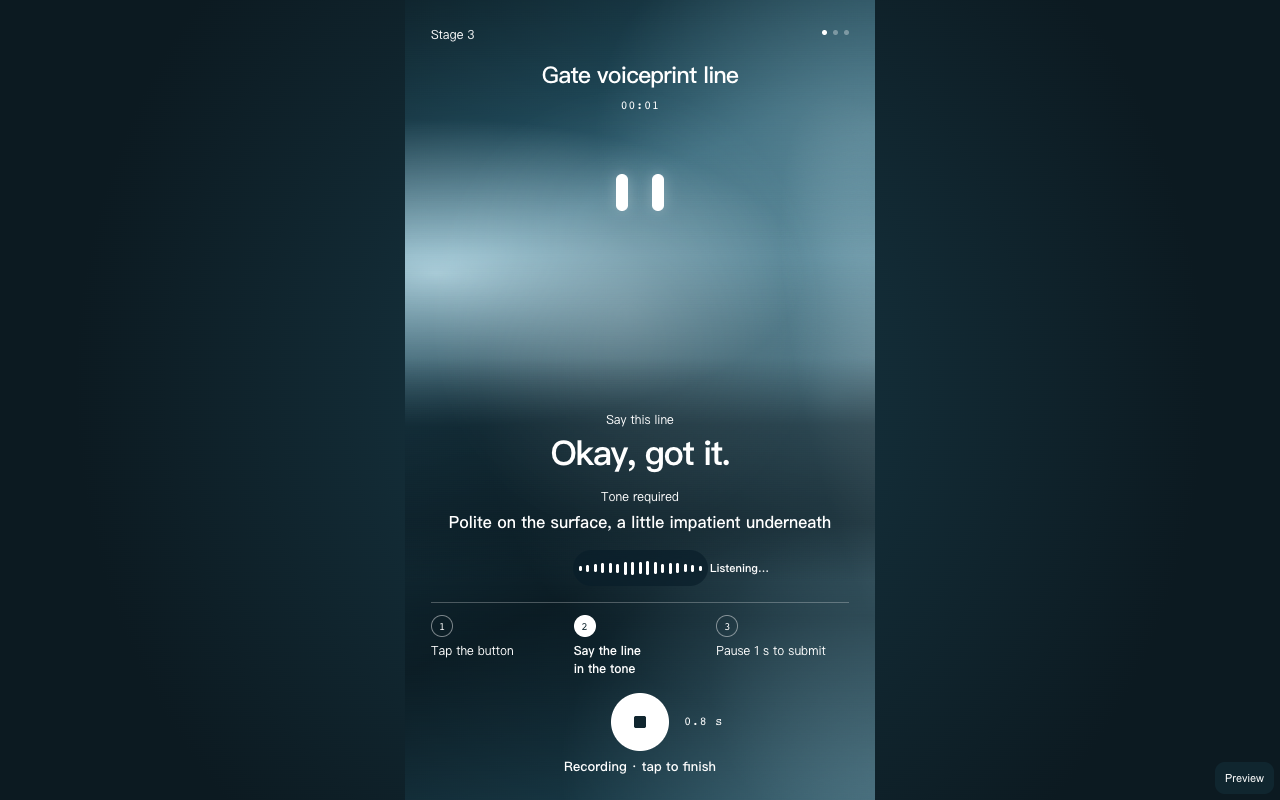 Stage 3
Gate voiceprint line
00:01
Say this line
Okay, got it.
Tone required
Polite on the surface, a little impatient underneath
Listening...
1
Tap the button
2
Say the line
in the tone
3
Pause 1 s to submit
0.8 s
Recording · tap to finish
Preview